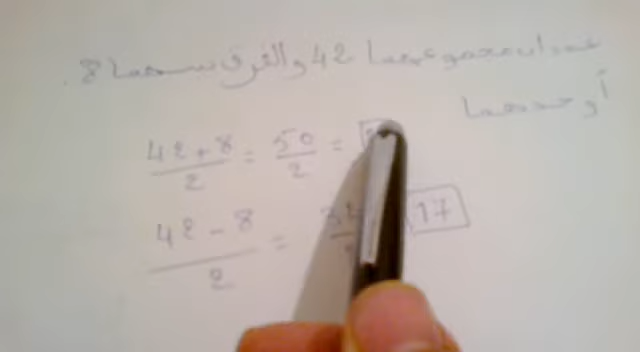 عددان مجموعهما 42 والفرق بينهما 8.
أوجدهما
42+8/2 = 50/2 =
42-8/2 = 17